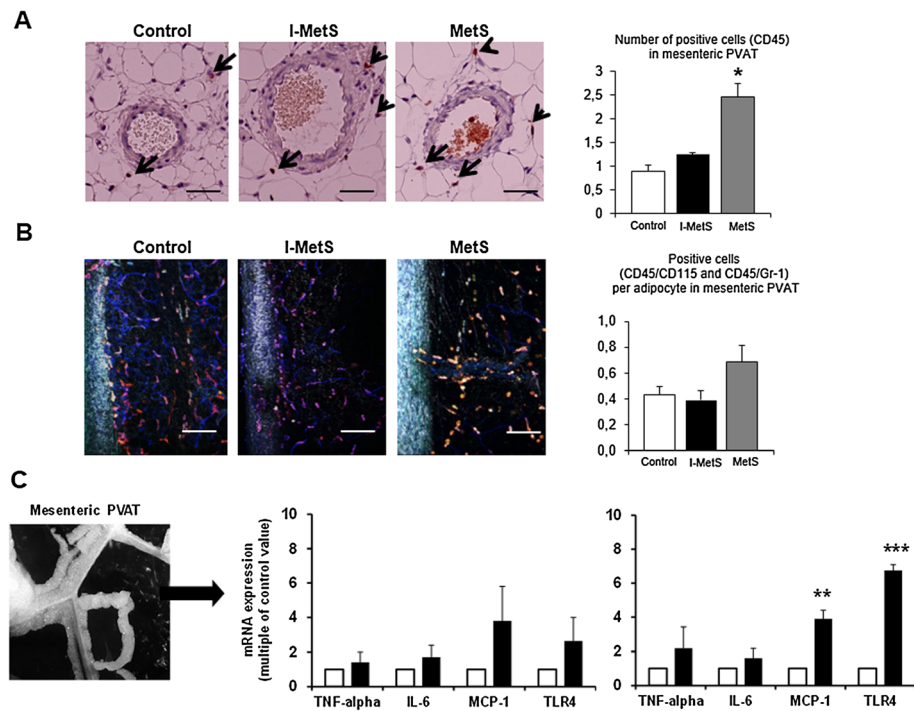 A
Control
I-MetS
MetS
Number of positive cells (CD45)
in mesenteric PVAT
3
2,5
2
1,5
1
0,5
0
*
Control
I-MetS
MetS
B
Control
I-MetS
MetS
Positive cells
(CD45/CD115 and CD45/Gr-1)
per adipocyte in mesenteric PVAT
1,0
0,8
0,6
0,4
0,2
0,0
Control
I-MetS
MetS
C
Mesenteric PVAT
mRNA expression
(multiple of control value)
10
8
6
4
2
0
TNF-alpha
IL-6
MCP-1
TLR4
10
8
6
4
2
0
**
***
TNF-alpha
IL-6
MCP-1
TLR4